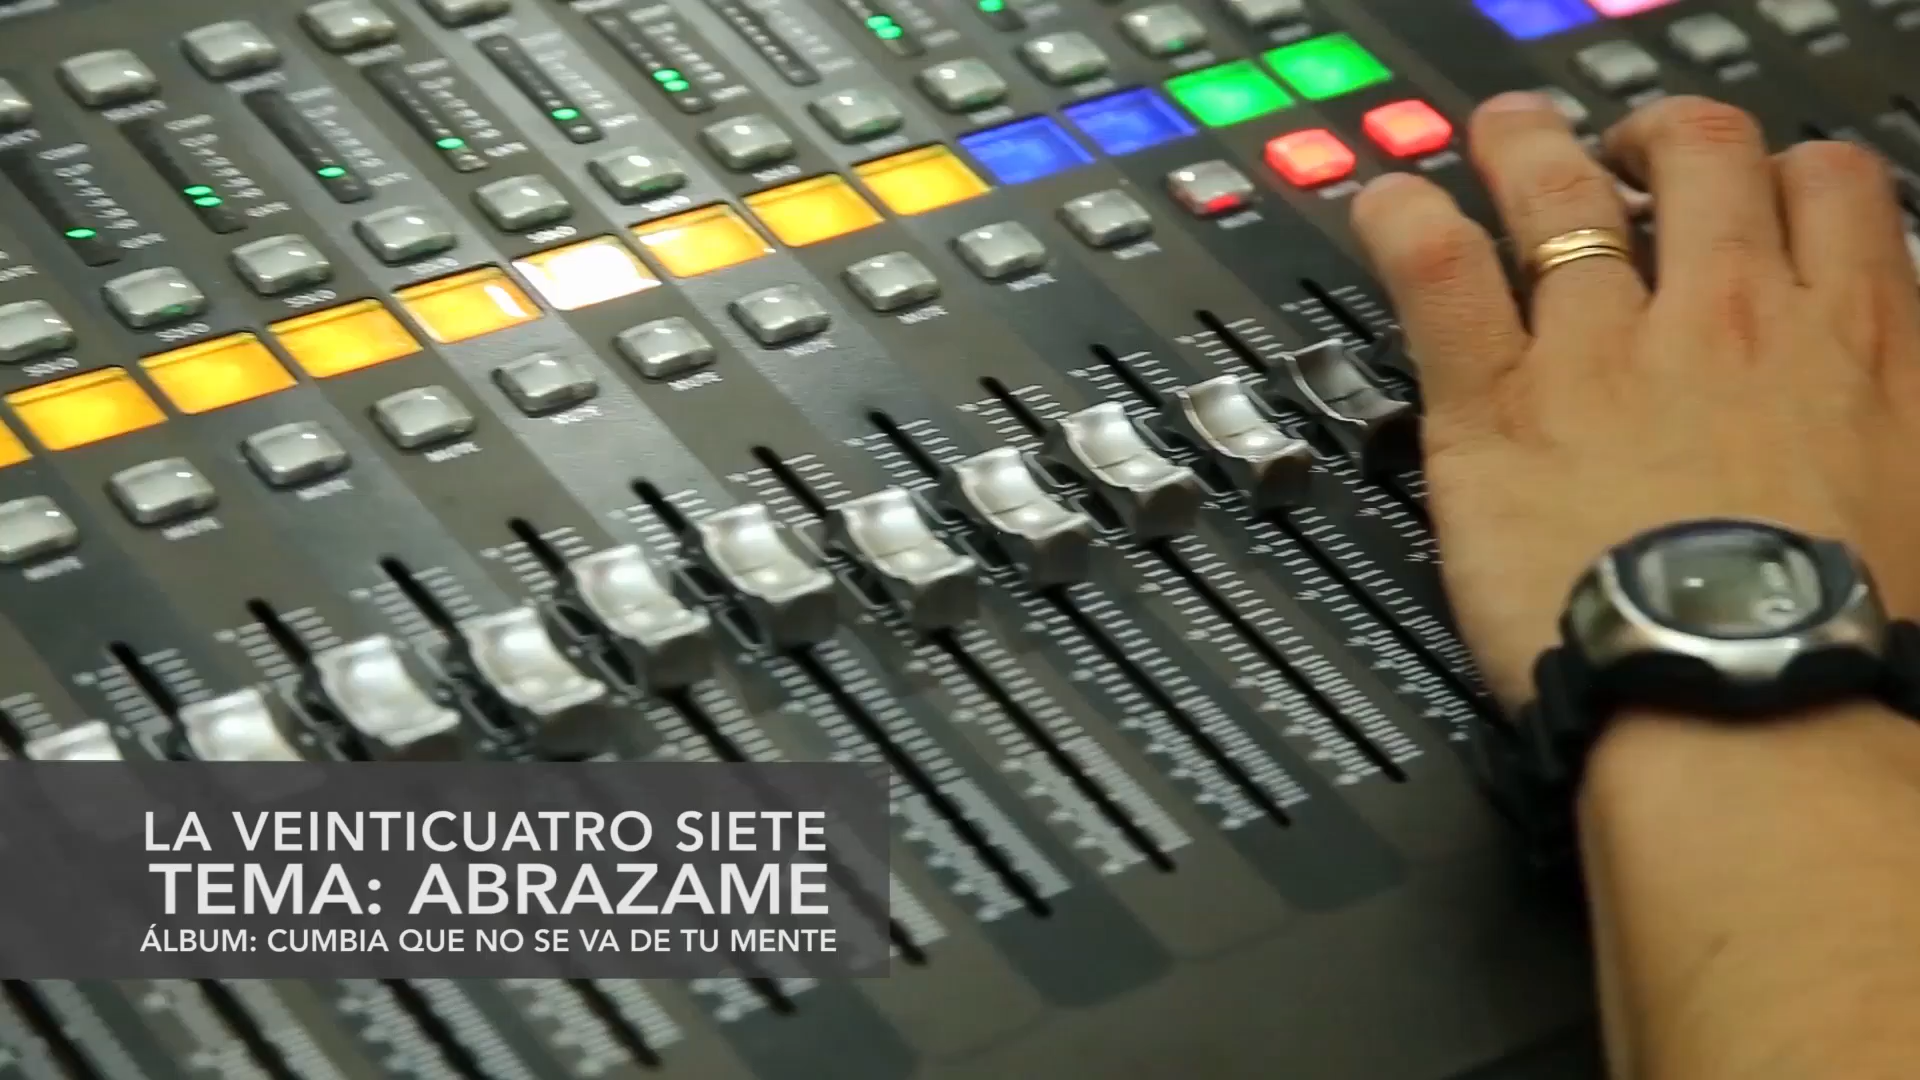 LA VEINTICUATRO SIETE
TEMA: ABRAZAME
ÁLBUM: CUMBIA QUE NO SE VA DE TU MENTE